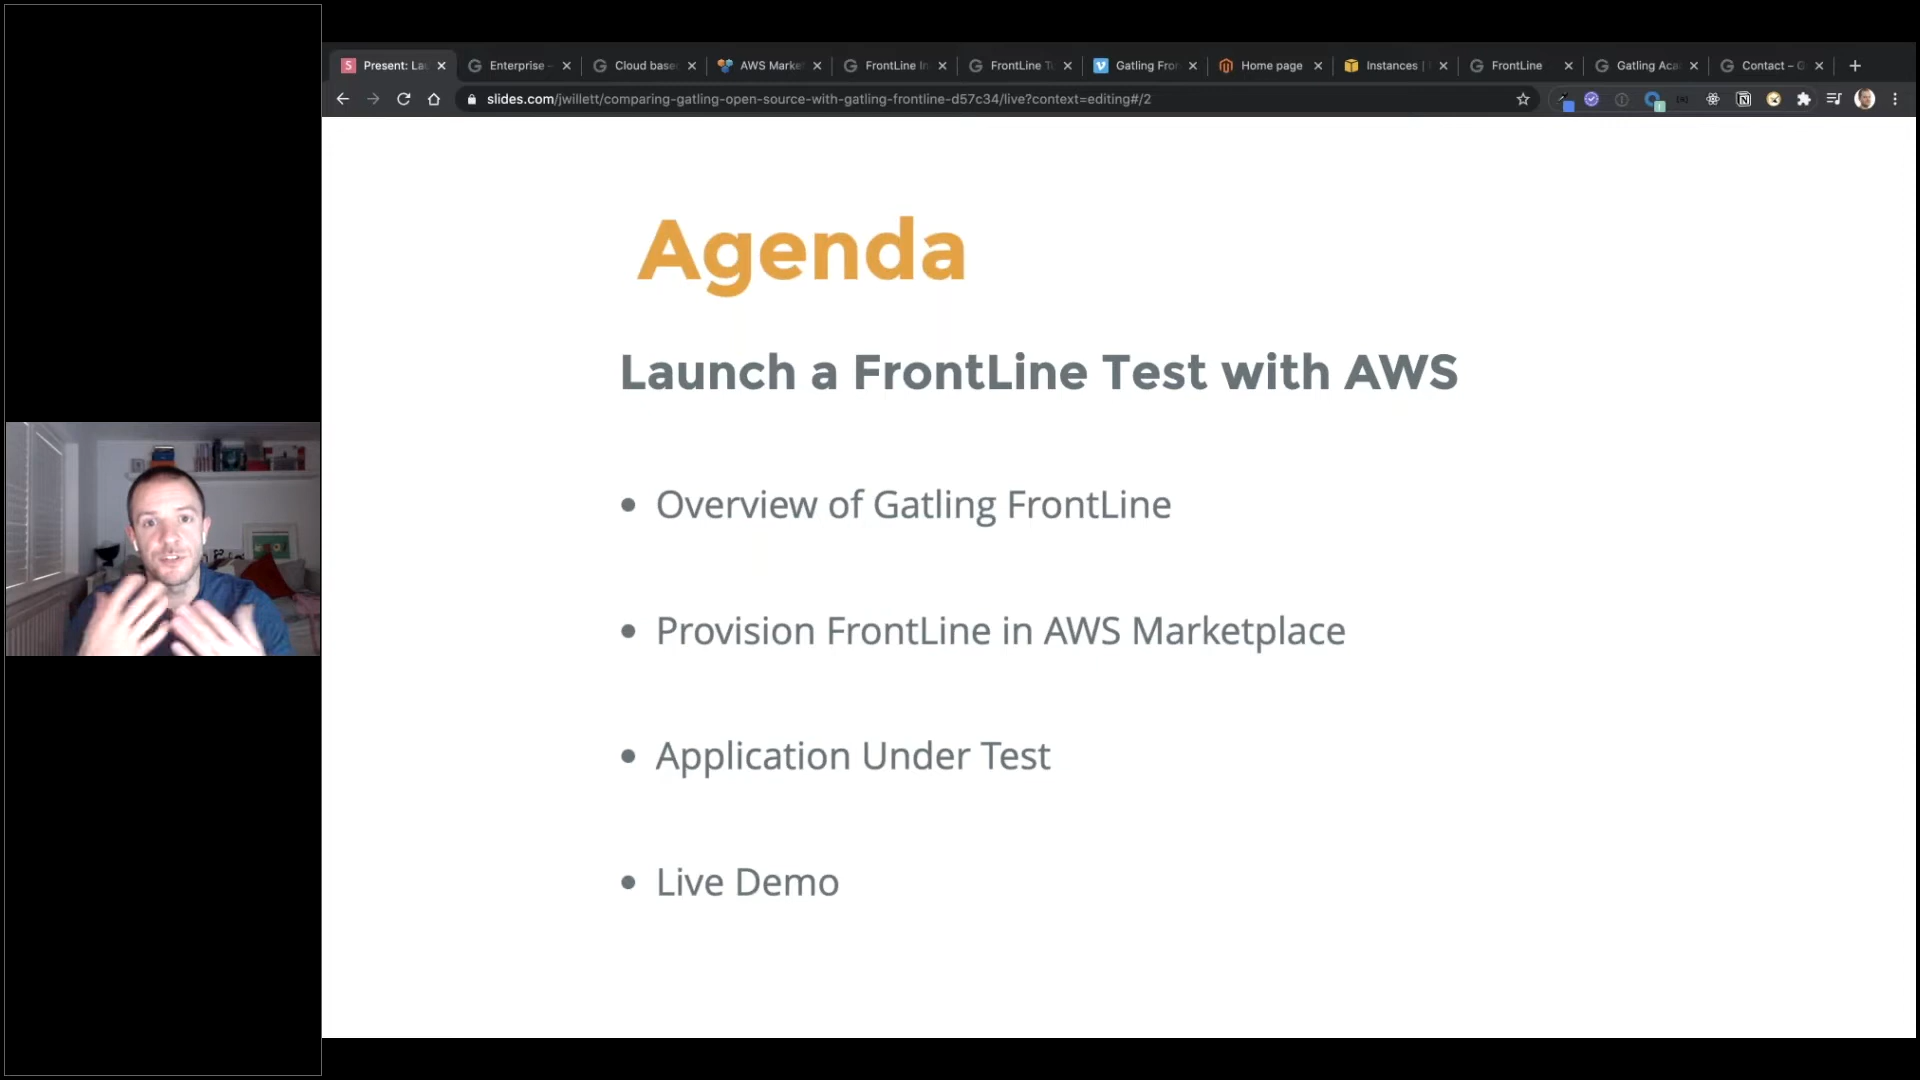 Present: La
Enterprise -
Cloud base
AWS Marke
FrontLine In
FrontLine Tu
Gatling Fron
Home page
Instances |
FrontLine
Gatling Aca
Contact – G
slides.com/jwillett/comparing-gatling-open-source-with-gatling-frontline-d57c34/live?context=editing#/2
Agenda
Launch a FrontLine Test with AWS
• Overview of Gatling FrontLine
• Provision FrontLine in AWS Marketplace
• Application Under Test
• Live Demo